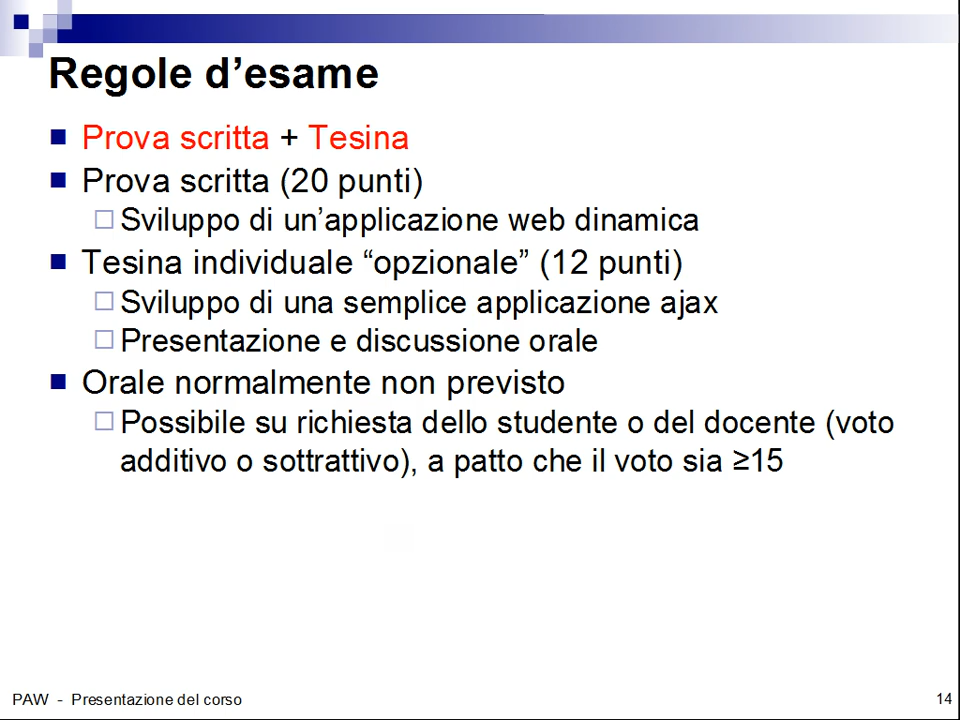 Regole d’esame
Prova scritta + Tesina
Prova scritta (20 punti)
Sviluppo di un’applicazione web dinamica
Tesina individuale “opzionale” (12 punti)
Sviluppo di una semplice applicazione ajax
Presentazione e discussione orale
Orale normalmente non previsto
Possibile su richiesta dello studente o del docente (voto
additivo o sottrattivo), a patto che il voto sia ≥15
PAW - Presentazione del corso
14